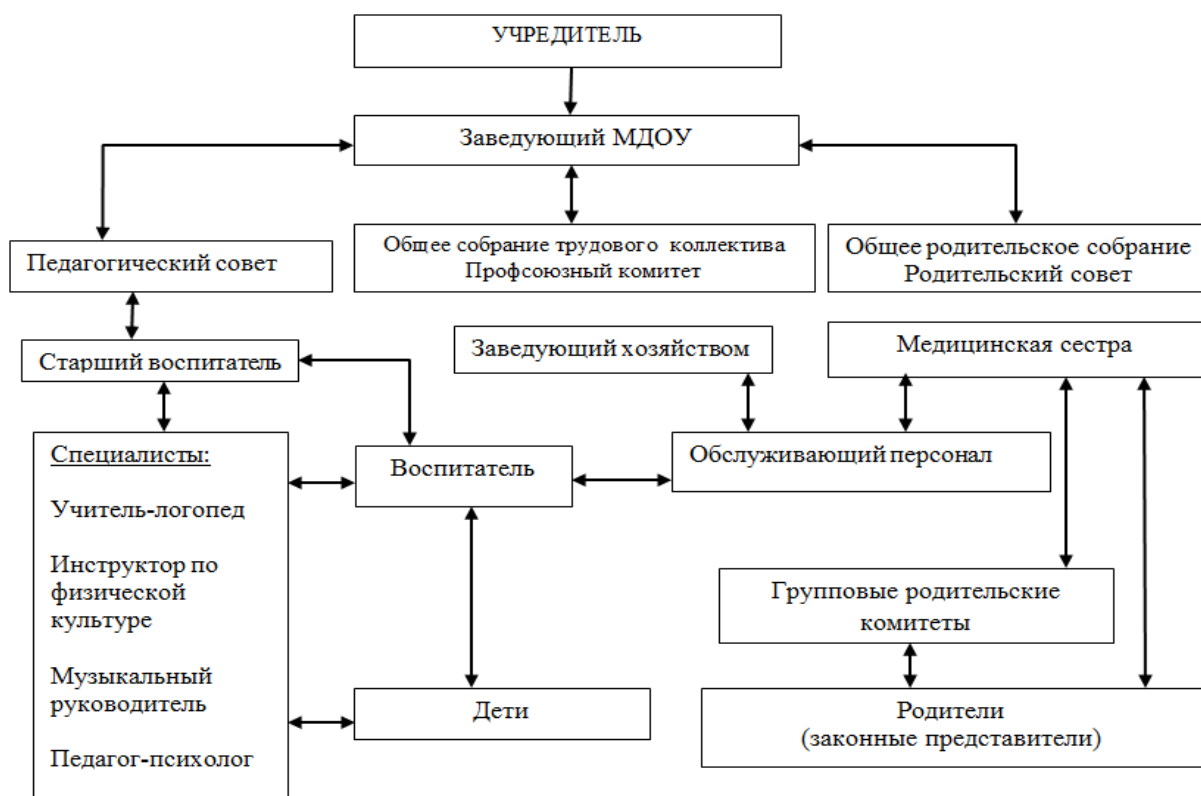 УЧРЕДИТЕЛЬ
Заведующий МДОУ
Педагогический совет
Общее собрание трудового коллектива
Профсоюзный комитет
Общее родительское собрание
Родительский совет
Старший воспитатель
Заведующий хозяйством
Медицинская сестра
Специалисты:
Учитель-логопед
Инструктор по
физической
культуре
Музыкальный
руководитель
Педагог-психолог
Воспитатель
Обслуживающий персонал
Групповые родительские
комитеты
Дети
Родители
(законные представители)